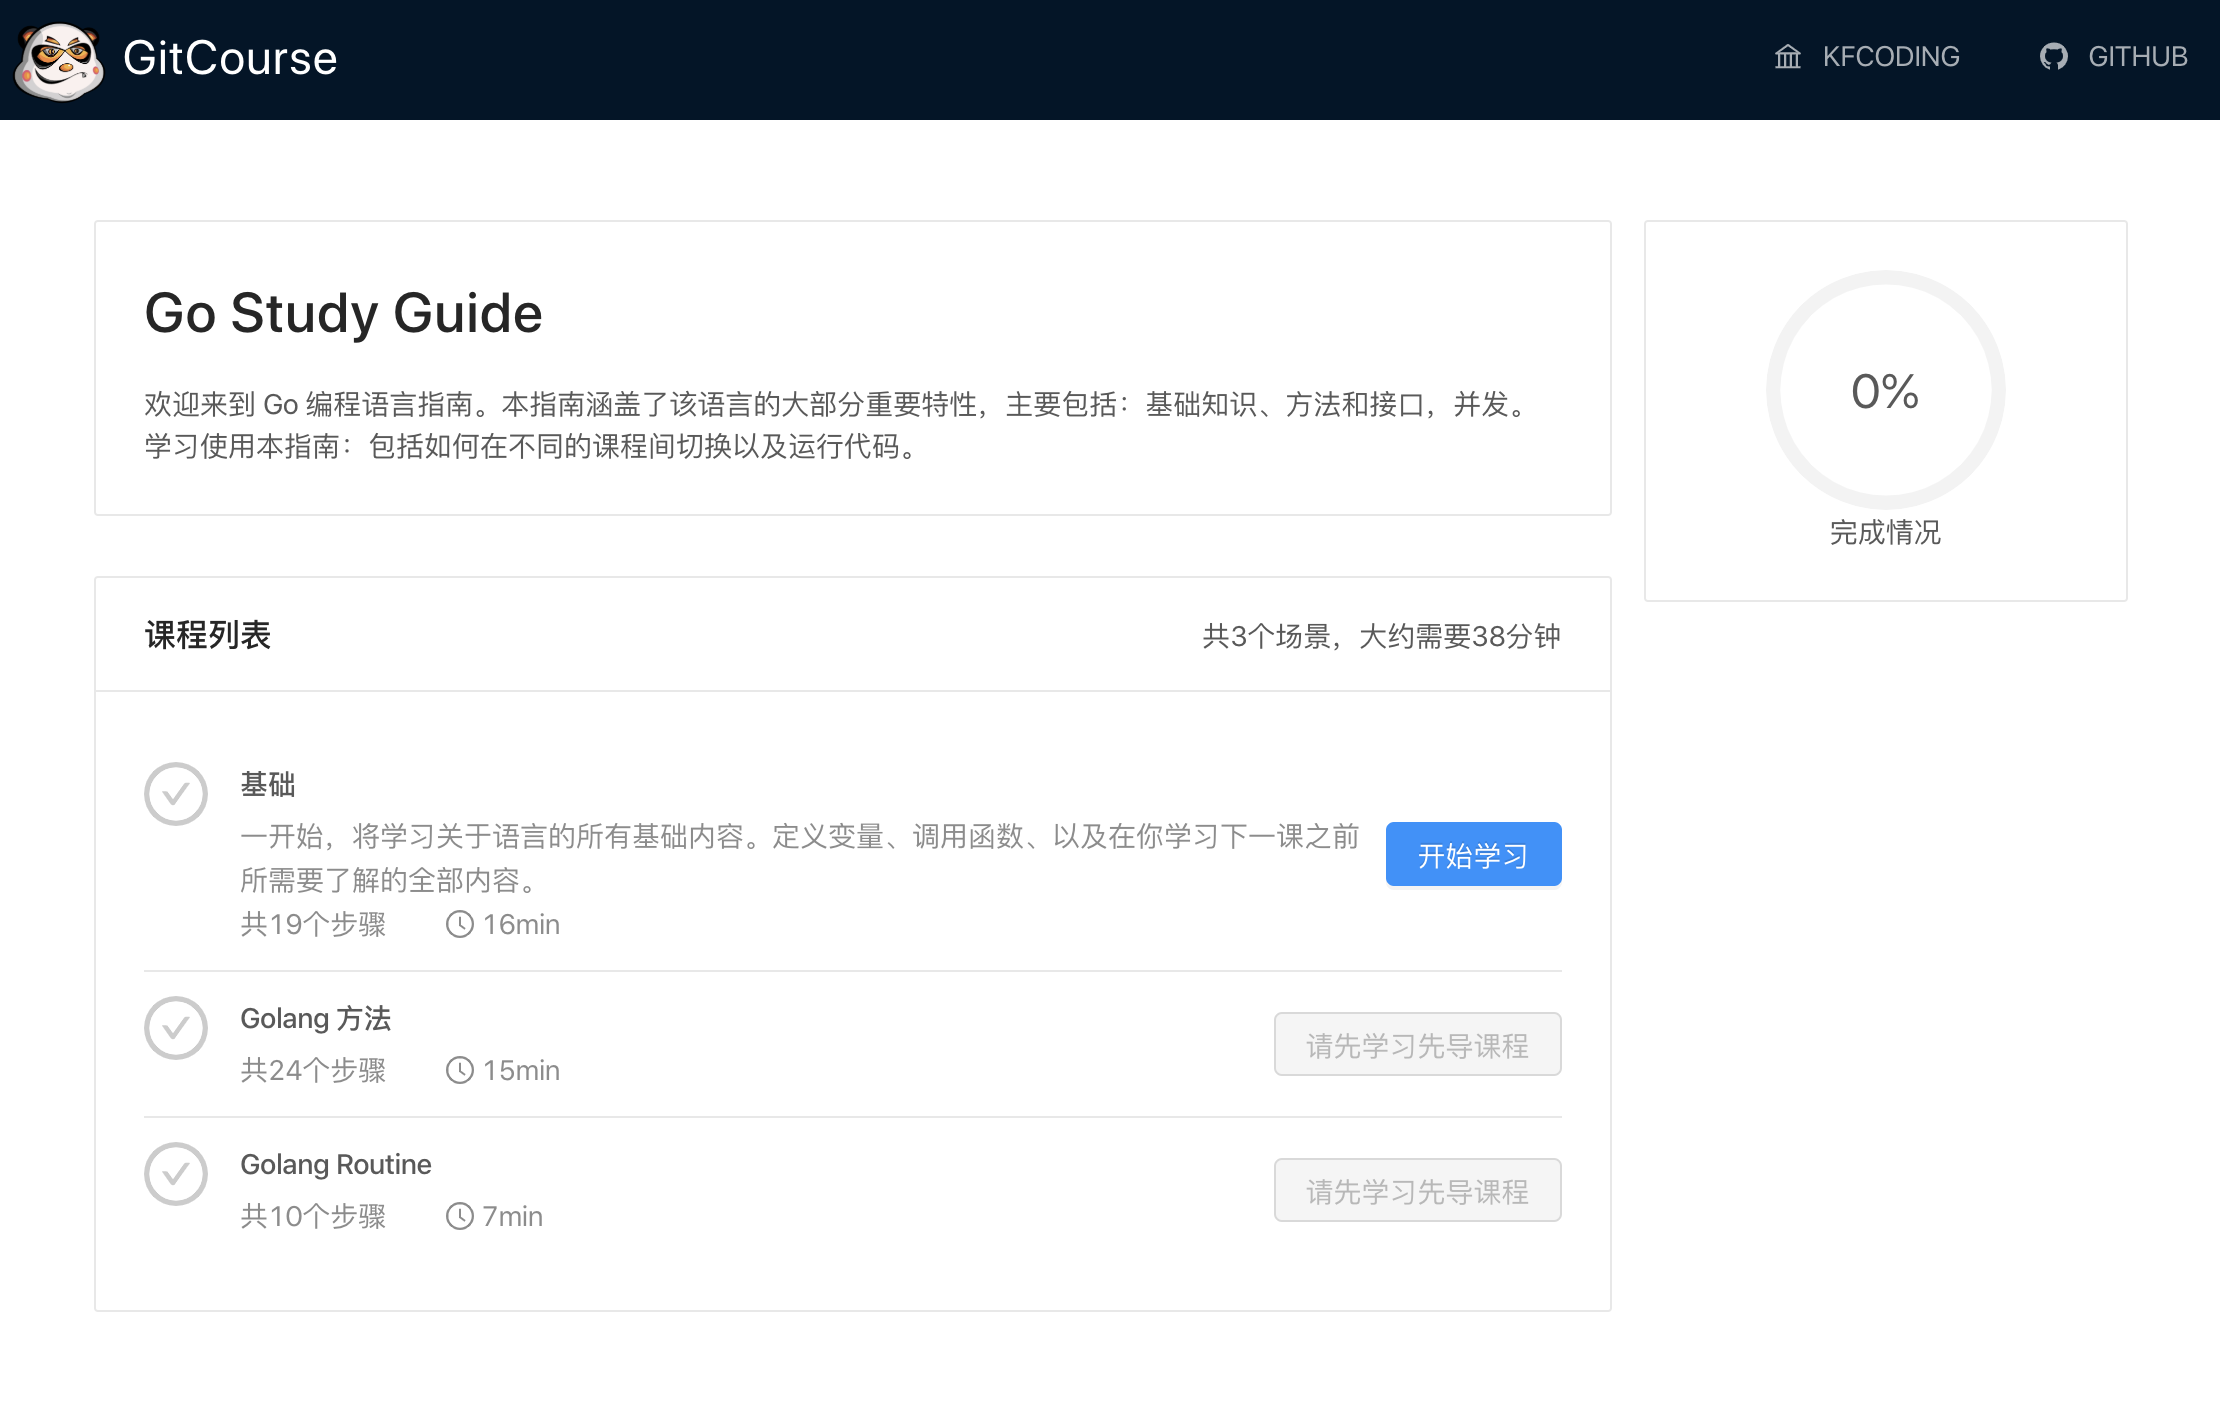 GitCourse
KFCODING
GITHUB
Go Study Guide
欢迎来到 Go 编程语言指南。本指南涵盖了该语言的大部分重要特性，主要包括：基础知识、方法和接口，并发。
学习使用本指南：包括如何在不同的课程间切换以及运行代码。
0%
完成情况
课程列表
共3个场景，大约需要38分钟
基础
一开始，将学习关于语言的所有基础内容。定义变量、调用函数、以及在你学习下一课之前
所需要了解的全部内容。
开始学习
共19个步骤 16min
Golang 方法
共24个步骤 15min
请先学习先导课程
Golang Routine
共10个步骤 7min
请先学习先导课程